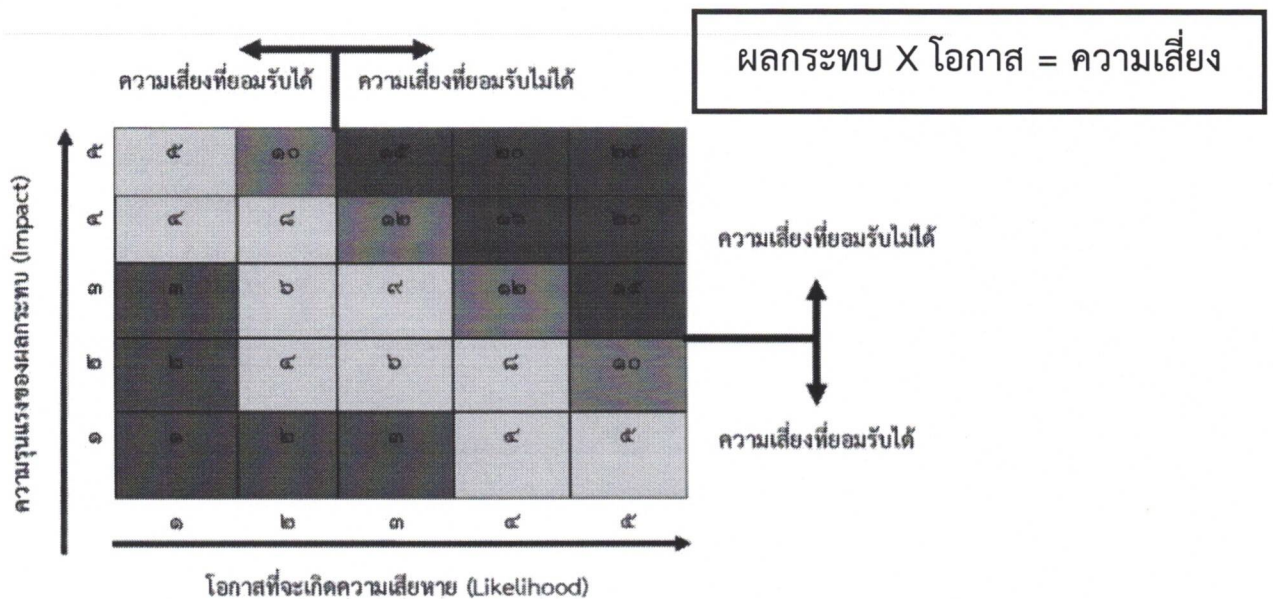 ผลกระทบ X โอกาส = ความเสี่ยง
ความเสี่ยงที่ยอมรับได้ ความเสี่ยงที่ยอมรับไม่ได้
ความรุนแรงของผลกระทบ (Impact)
๕ ๕ ๑๐ ๑๕ ๒๐ ๒๕
๔ ๔ ๘ ๑๒ ๑๖ ๒๐
๓ ๓ ๖ ๙ ๑๒ ๑๕
๒ ๒ ๔ ๖ ๘ ๑๐
๑ ๑ ๒ ๓ ๔ ๕
๑ ๒ ๓ ๔ ๕
โอกาสที่จะเกิดความเสียหาย (Likelihood)
ความเสี่ยงที่ยอมรับไม่ได้
ความเสี่ยงที่ยอมรับได้